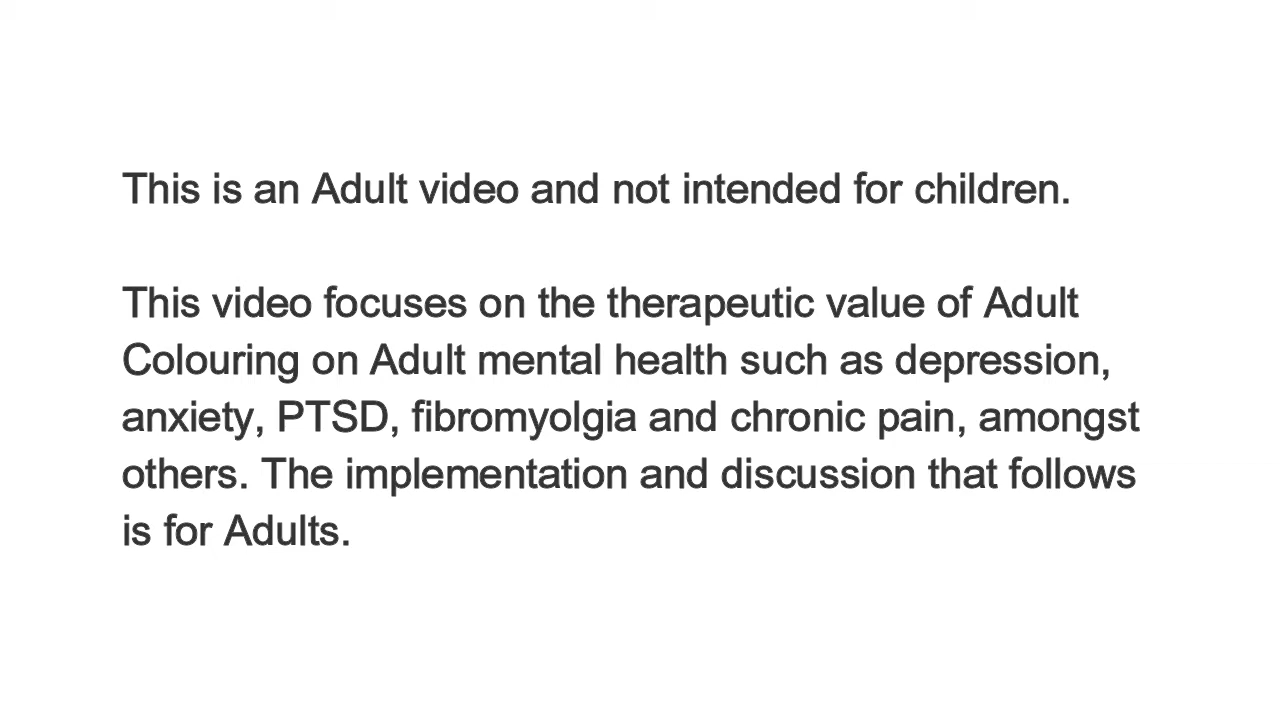 This is an Adult video and not intended for children.
This video focuses on the therapeutic value of Adult
Colouring on Adult mental health such as depression,
anxiety, PTSD, fibromyolgia and chronic pain, amongst
others. The implementation and discussion that follows
is for Adults.